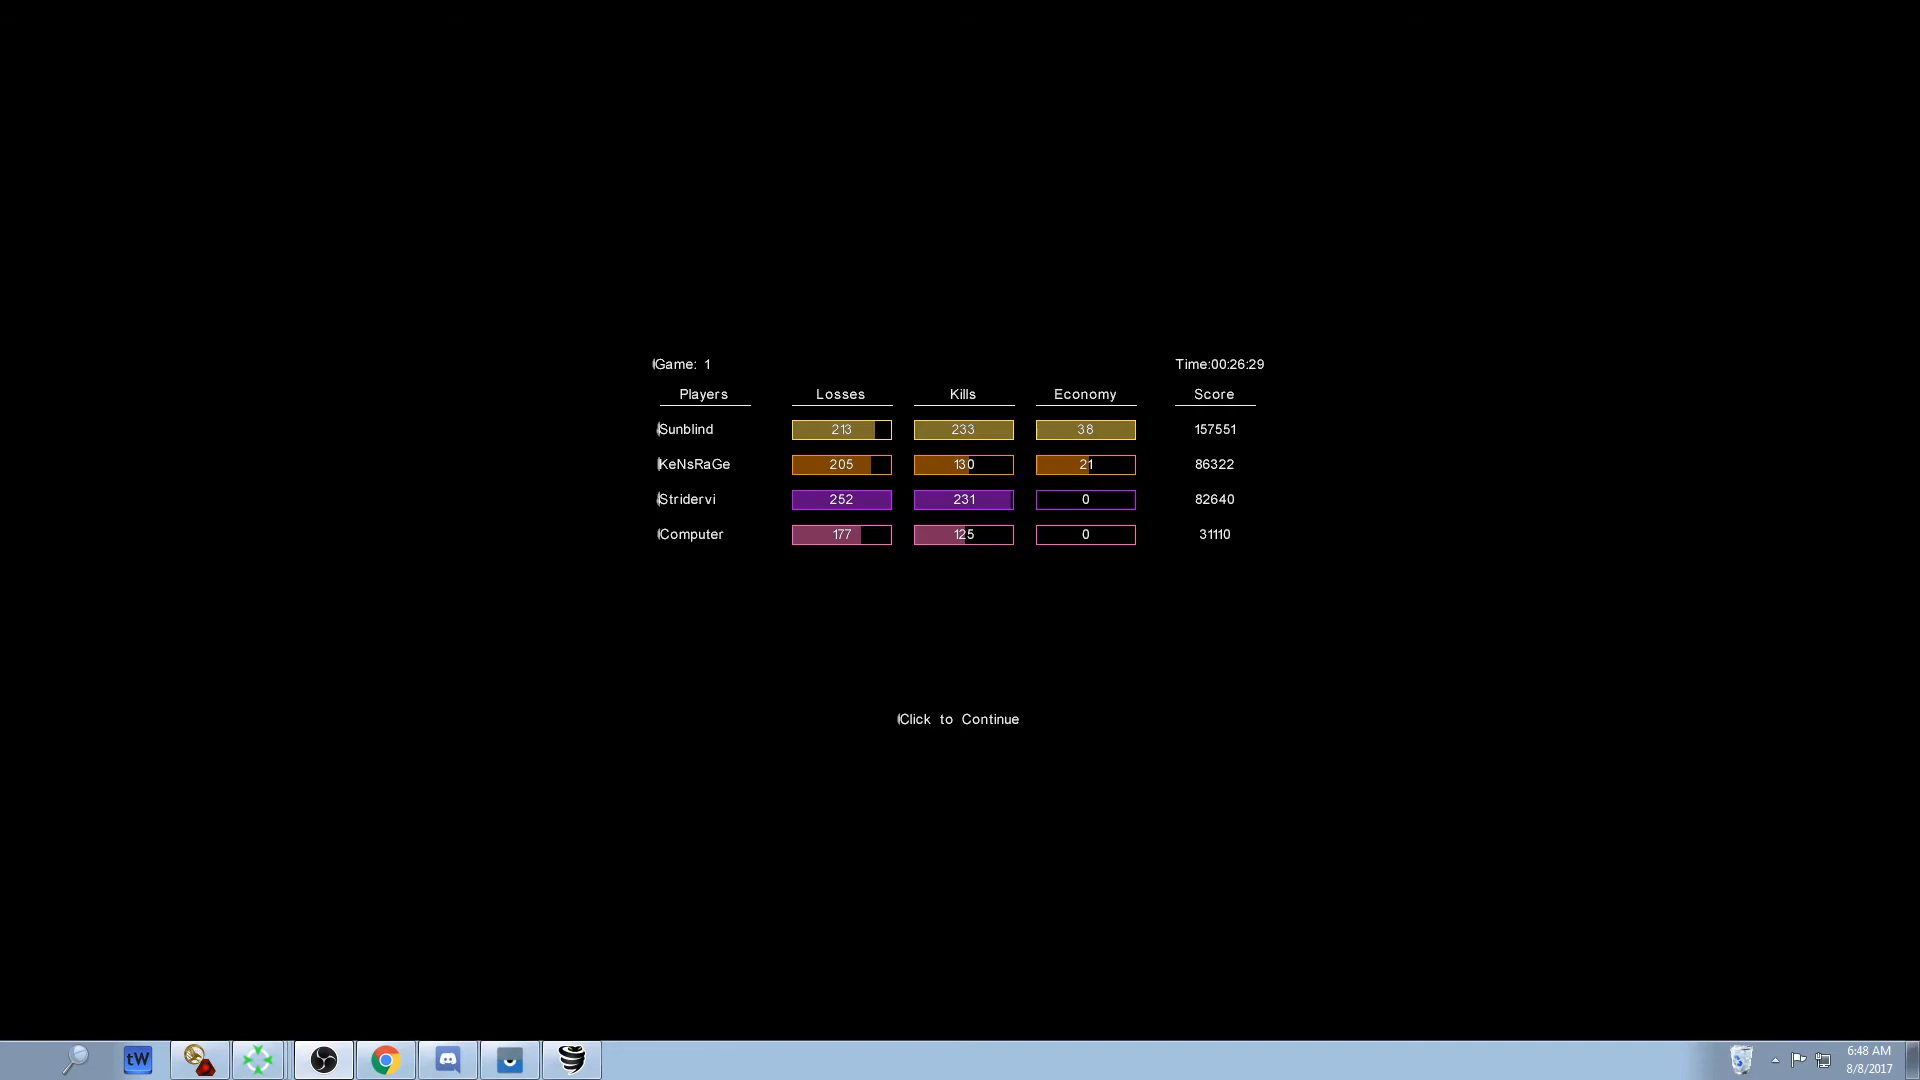 Game: 1 Time:00:26:29
Players Losses Kills Economy Score
Sunblind 213 233 38 157551
KeNsRaGe 205 130 21 86322
Stridervi 252 231 0 82640
Computer 177 125 0 31110
Click to Continue
tW
6:48 AM
8/8/2017